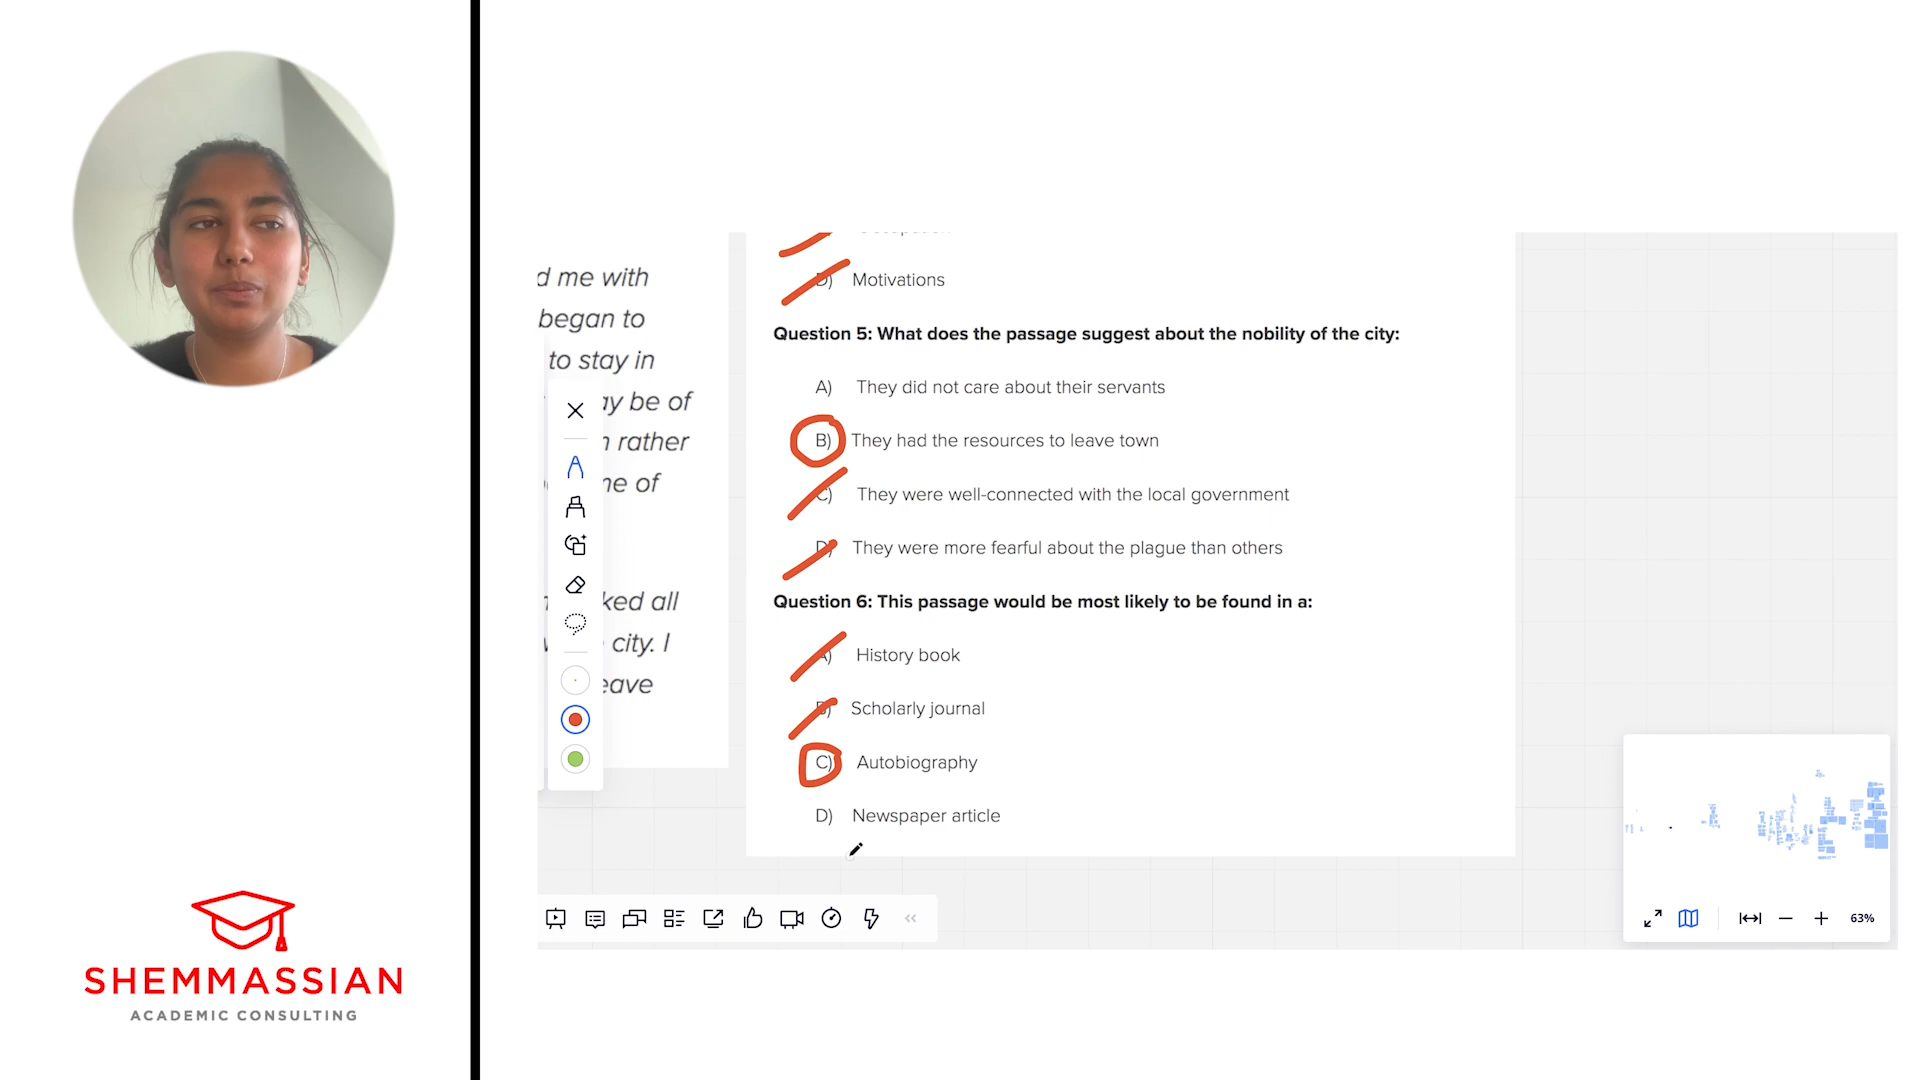 d me with
began to
to stay in
ay be of
rather
ne of
ked all
city. I
eave
D) Motivations
Question 5: What does the passage suggest about the nobility of the city:
A) They did not care about their servants
B) They had the resources to leave town
C) They were well-connected with the local government
D) They were more fearful about the plague than others
Question 6: This passage would be most likely to be found in a:
A) History book
B) Scholarly journal
C) Autobiography
D) Newspaper article
63%
SHEMMASSIAN
ACADEMIC CONSULTING